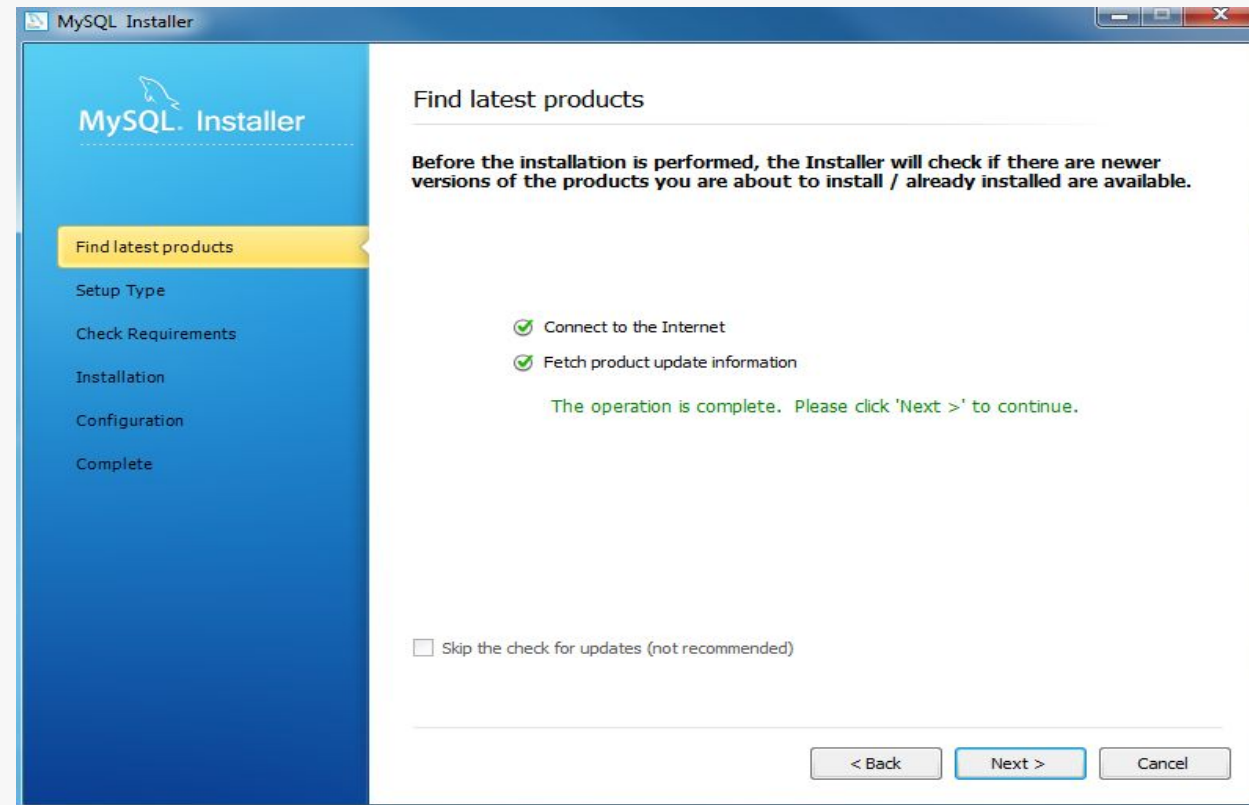 MySQL Installer
MySQL. Installer
Find latest products
Setup Type
Check Requirements
Installation
Configuration
Complete
Find latest products
Before the installation is performed, the Installer will check if there are newer
versions of the products you are about to install / already installed are available.
Connect to the Internet
Fetch product update information
The operation is complete. Please click 'Next >' to continue.
Skip the check for updates (not recommended)
< Back
Next >
Cancel